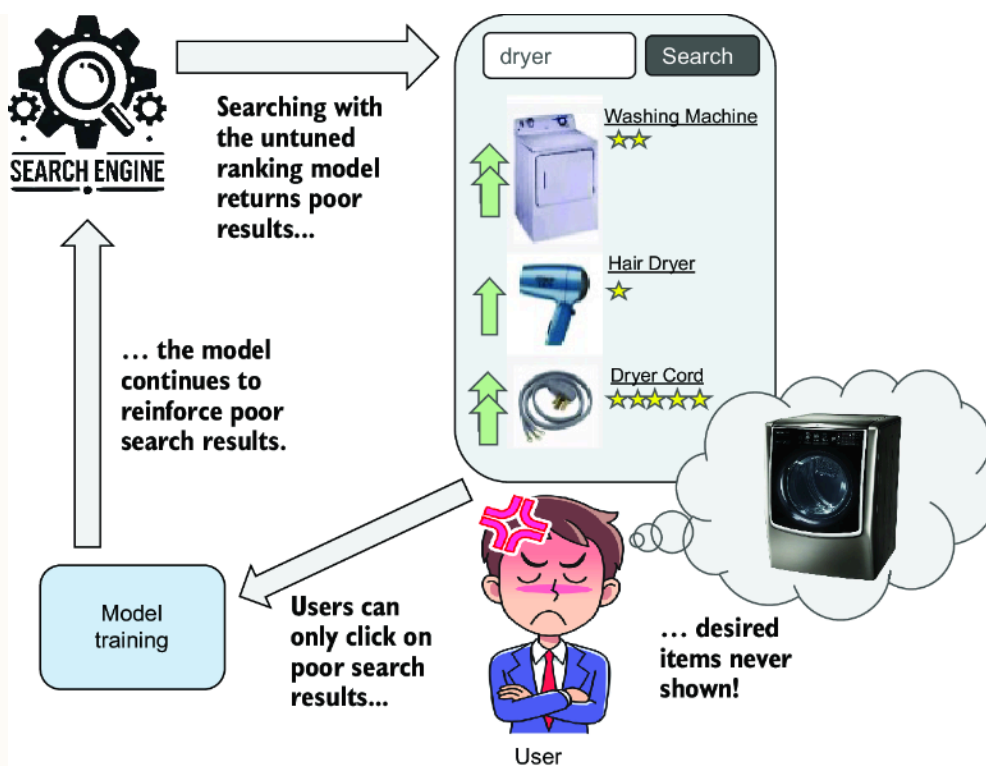 SEARCH ENGINE
Searching with
the untuned
ranking model
returns poor
results...
dryer
Search
Washing Machine
Hair Dryer
Dryer Cord
... the model
continues to
reinforce poor
search results.
Model
training
Users can
only click on
poor search
results...
... desired
items never
shown!
User